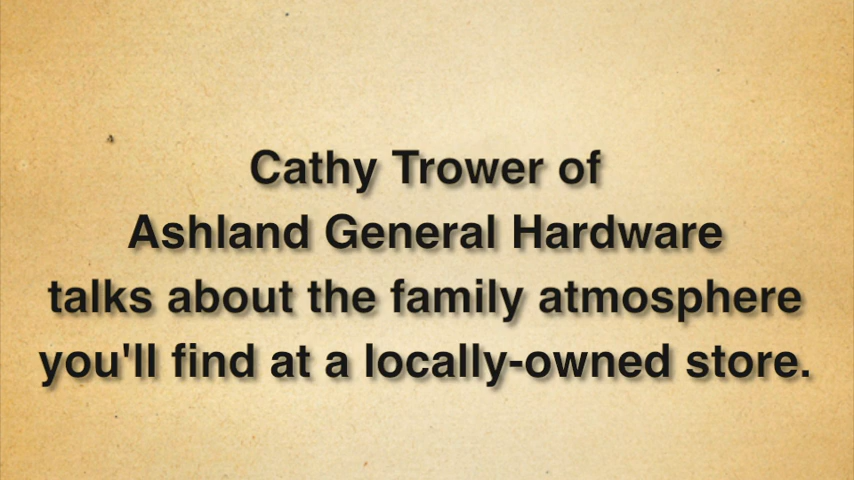 Cathy Trower of
Ashland General Hardware
talks about the family atmosphere
you'll find at a locally-owned store.